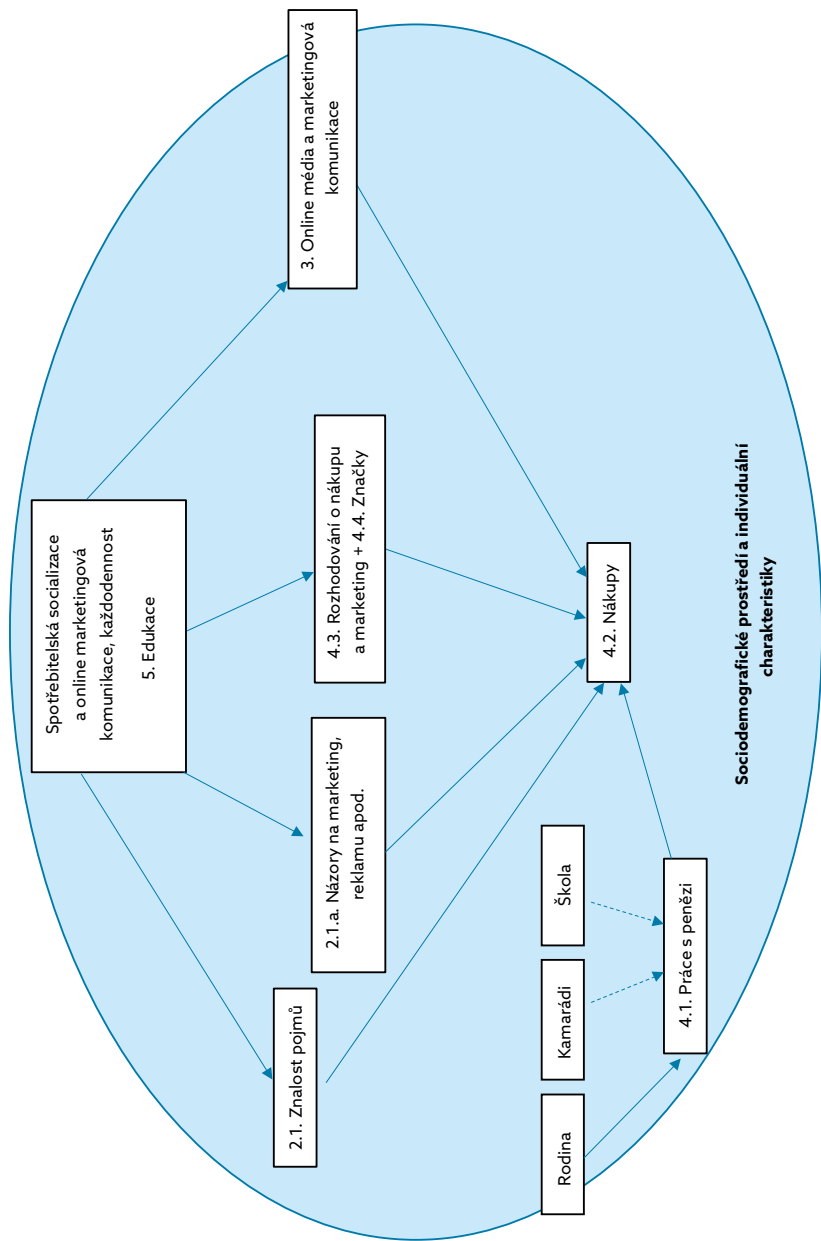 Spotřebitelská socializace
a online marketingová
komunikace, každodennost
5. Edukace
2.1. Znalost pojmů
2.1.a. Názory na marketing,
reklamu apod.
4.3. Rozhodování o nákupu
a marketing + 4.4. Značky
3. Online média a marketingová
komunikace
Rodina
Kamarádi
Škola
4.2. Nákupy
4.1. Práce s penězi
Sociodemografické prostředí a individuální
charakteristiky